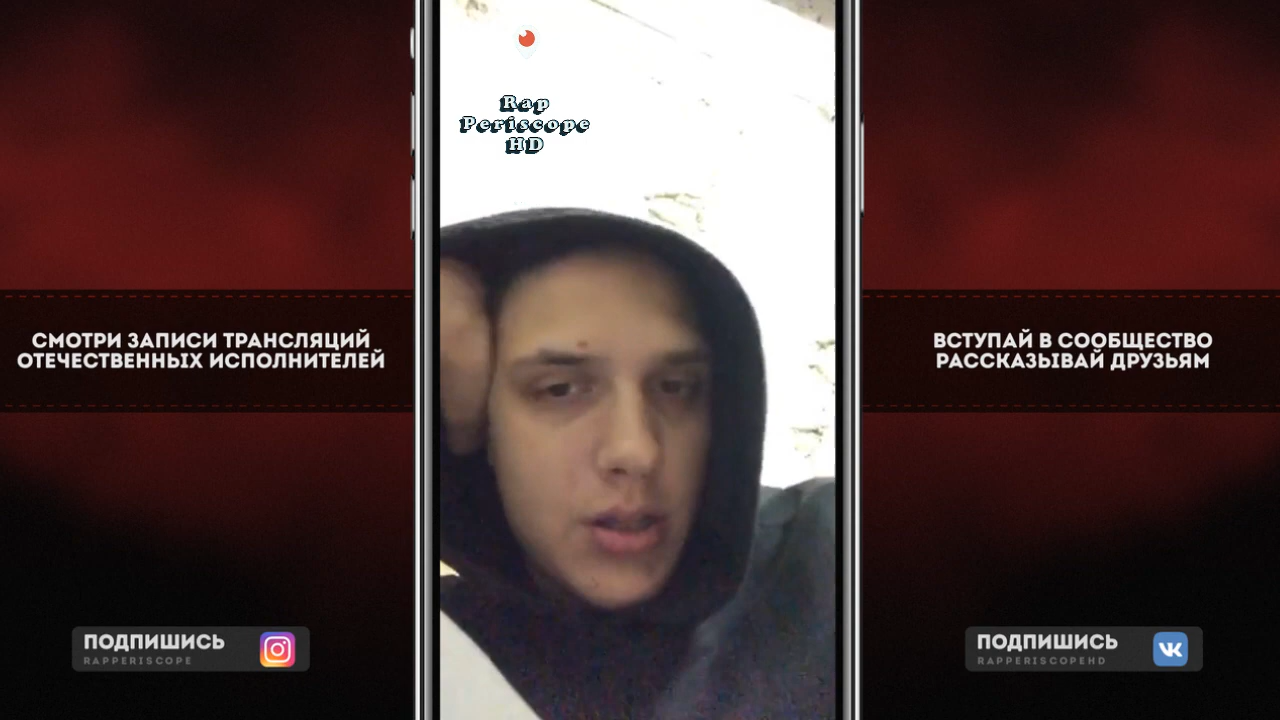 Rap
Periscope
HD
СМОТРИ ЗАПИСИ ТРАНСЛЯЦИЙ
ОТЕЧЕСТВЕННЫХ ИСПОЛНИТЕЛЕЙ
ВСТУПАЙ В СООБЩЕСТВО
РАССКАЗЫВАЙ ДРУЗЬЯМ
ПОДПИШИСЬ
RAPPERISCOPE
ПОДПИШИСЬ
RAPPERISCOPEHD